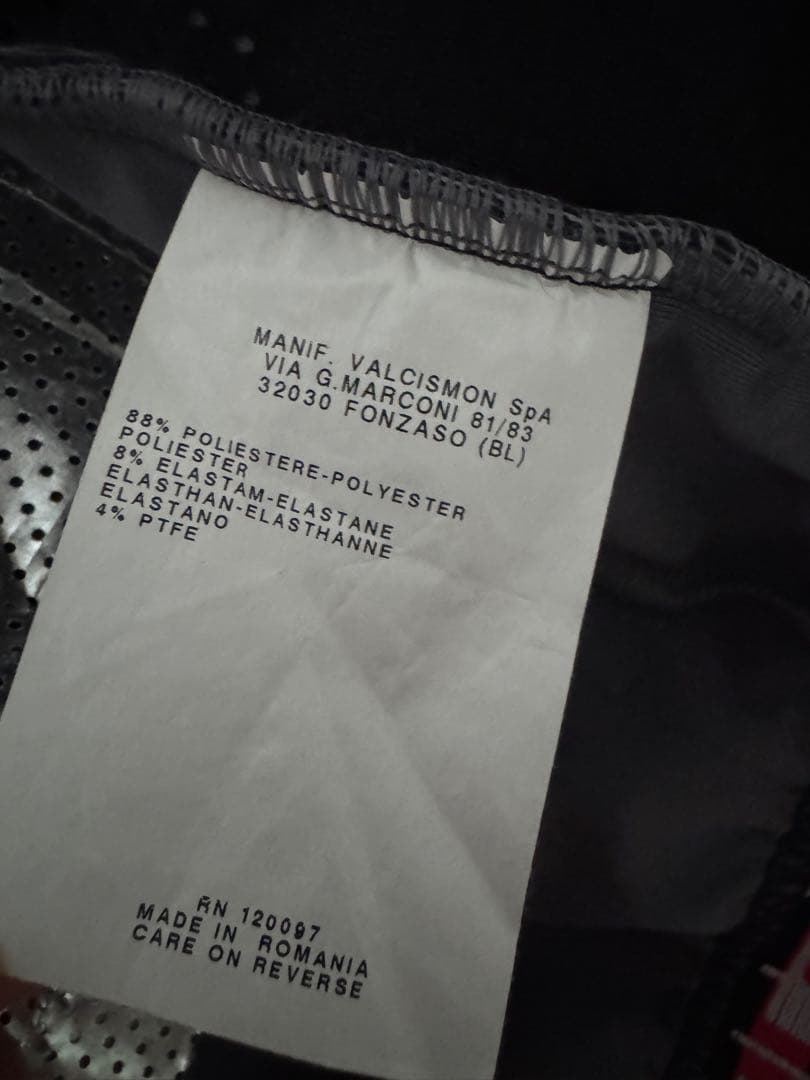 MANIF. VALCISMON SpA
VIA G.MARCONI 81/83
32030 FONZASO (BL)
88% POLIESTERE-POLYESTER
POLIESTER
8% ELASTAM-ELASTANE
ELASTHAN-ELASTHANNE
ELASTANO
4% PTFE
RN 120097
MADE IN ROMANIA
CARE ON REVERSE